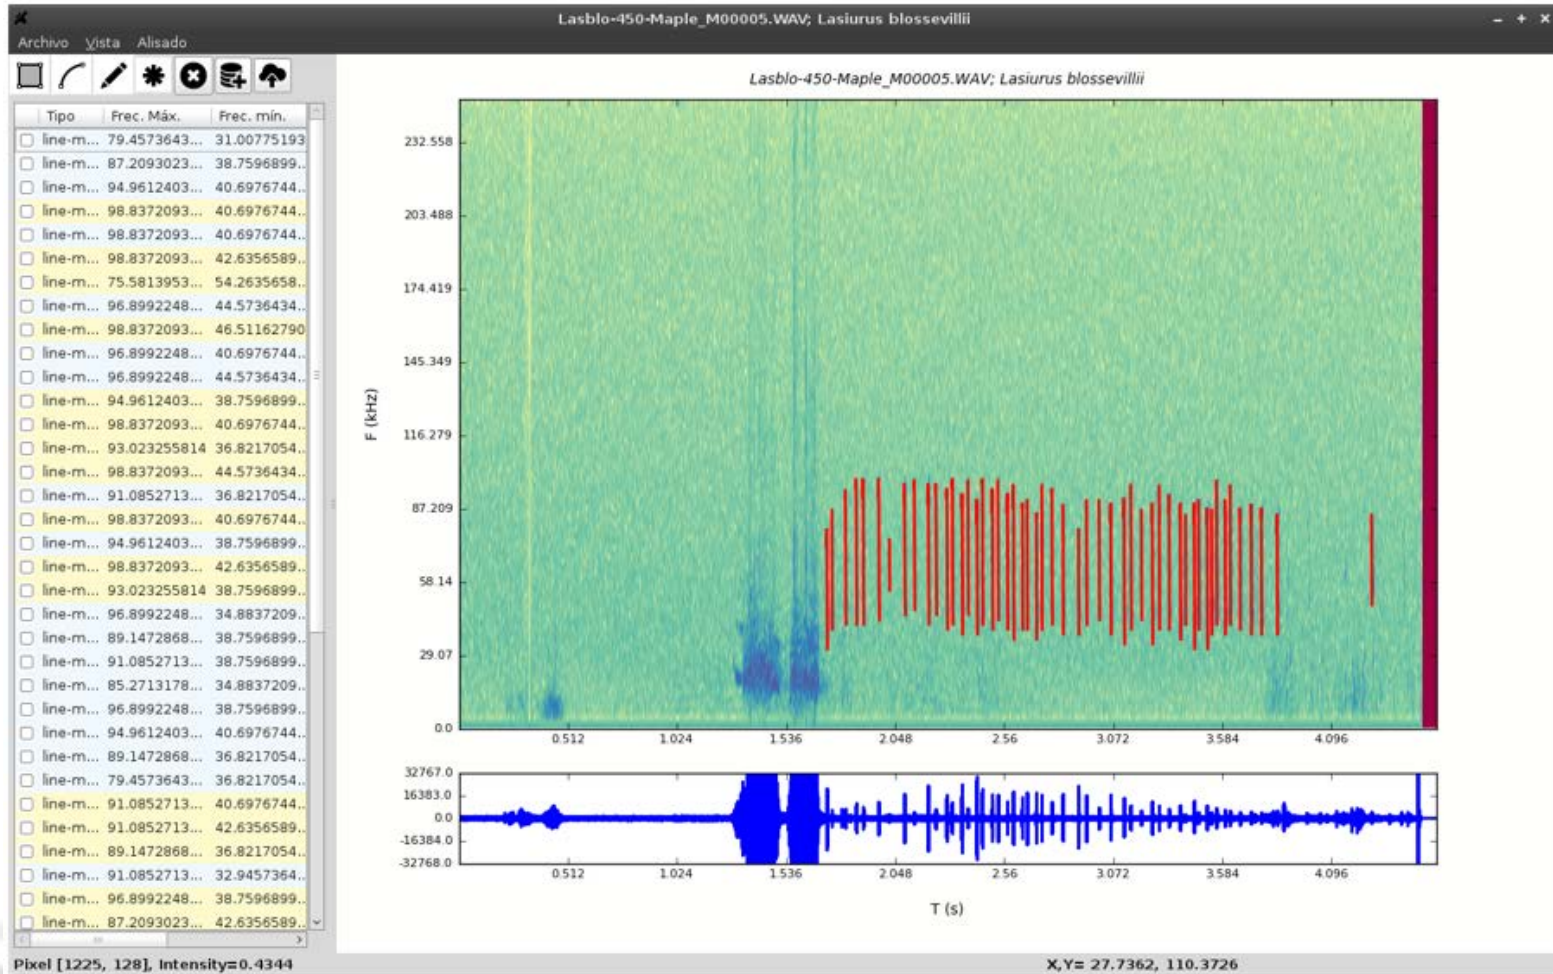 Lasblo-450-Maple_M00005.WAV; Lasiurus blossevillii
Archivo Vista Alisado
Lasblo-450-Maple_M00005.WAV; Lasiurus blossevillii
Tipo Frec. Máx. Frec. mín.
line-m... 79.4573643... 31.00775193
line-m... 87.2093023... 38.7596899...
line-m... 94.9612403... 40.6976744...
line-m... 98.8372093... 40.6976744...
line-m... 98.8372093... 40.6976744...
line-m... 98.8372093... 42.6356589...
line-m... 75.5813953... 54.2635658...
line-m... 96.8992248... 44.5736434...
line-m... 98.8372093... 46.51162790
line-m... 96.8992248... 40.6976744...
line-m... 96.8992248... 44.5736434...
line-m... 94.9612403... 38.7596899...
line-m... 98.8372093... 40.6976744...
line-m... 93.023255814 36.8217054...
line-m... 98.8372093... 44.5736434...
line-m... 91.0852713... 36.8217054...
line-m... 98.8372093... 40.6976744...
line-m... 94.9612403... 38.7596899...
line-m... 98.8372093... 42.6356589...
line-m... 93.023255814 38.7596899...
line-m... 96.8992248... 34.8837209...
line-m... 89.1472868... 38.7596899...
line-m... 91.0852713... 38.7596899...
line-m... 85.2713178... 34.8837209...
line-m... 96.8992248... 38.7596899...
line-m... 94.9612403... 40.6976744...
line-m... 89.1472868... 36.8217054...
line-m... 79.4573643... 36.8217054...
line-m... 91.0852713... 40.6976744...
line-m... 91.0852713... 42.6356589...
line-m... 89.1472868... 36.8217054...
line-m... 91.0852713... 32.9457364...
line-m... 96.8992248... 38.7596899...
line-m... 87.2093023... 42.6356589...
F (kHz)
232.558
203.488
174.419
145.349
116.279
87.209
58.14
29.07
0.0
0.512 1.024 1.536 2.048 2.56 3.072 3.584 4.096
32767.0
16383.0
0.0
-16384.0
-32768.0
0.512 1.024 1.536 2.048 2.56 3.072 3.584 4.096
T (s)
Pixel [1225, 128], Intensity=0.4344
X,Y= 27.7362, 110.3726